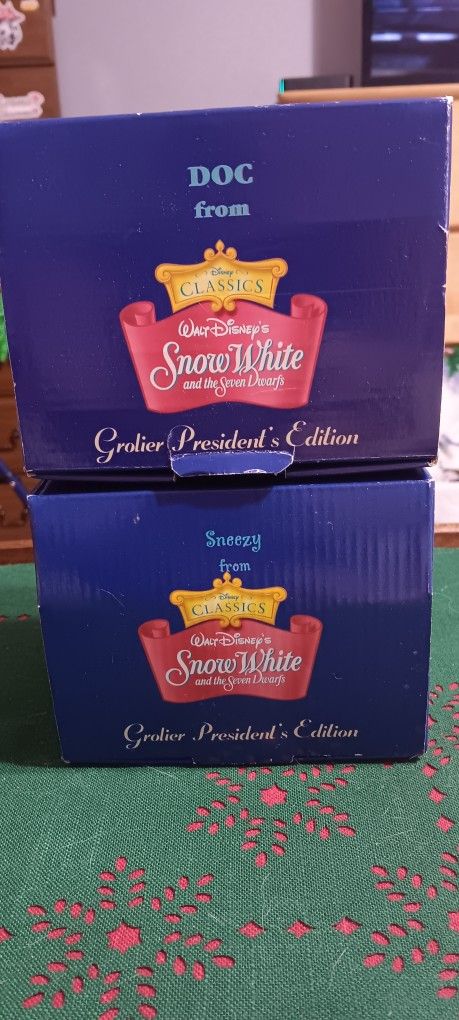 DOC
from
Disney
CLASSICS
WALT DISNEY'S
Snow White
and the Seven Dwarfs
Grolier President's Edition
Sneezy
from
Disney
CLASSICS
WALT DISNEY'S
Snow White
and the Seven Dwarfs
Grolier President's Edition